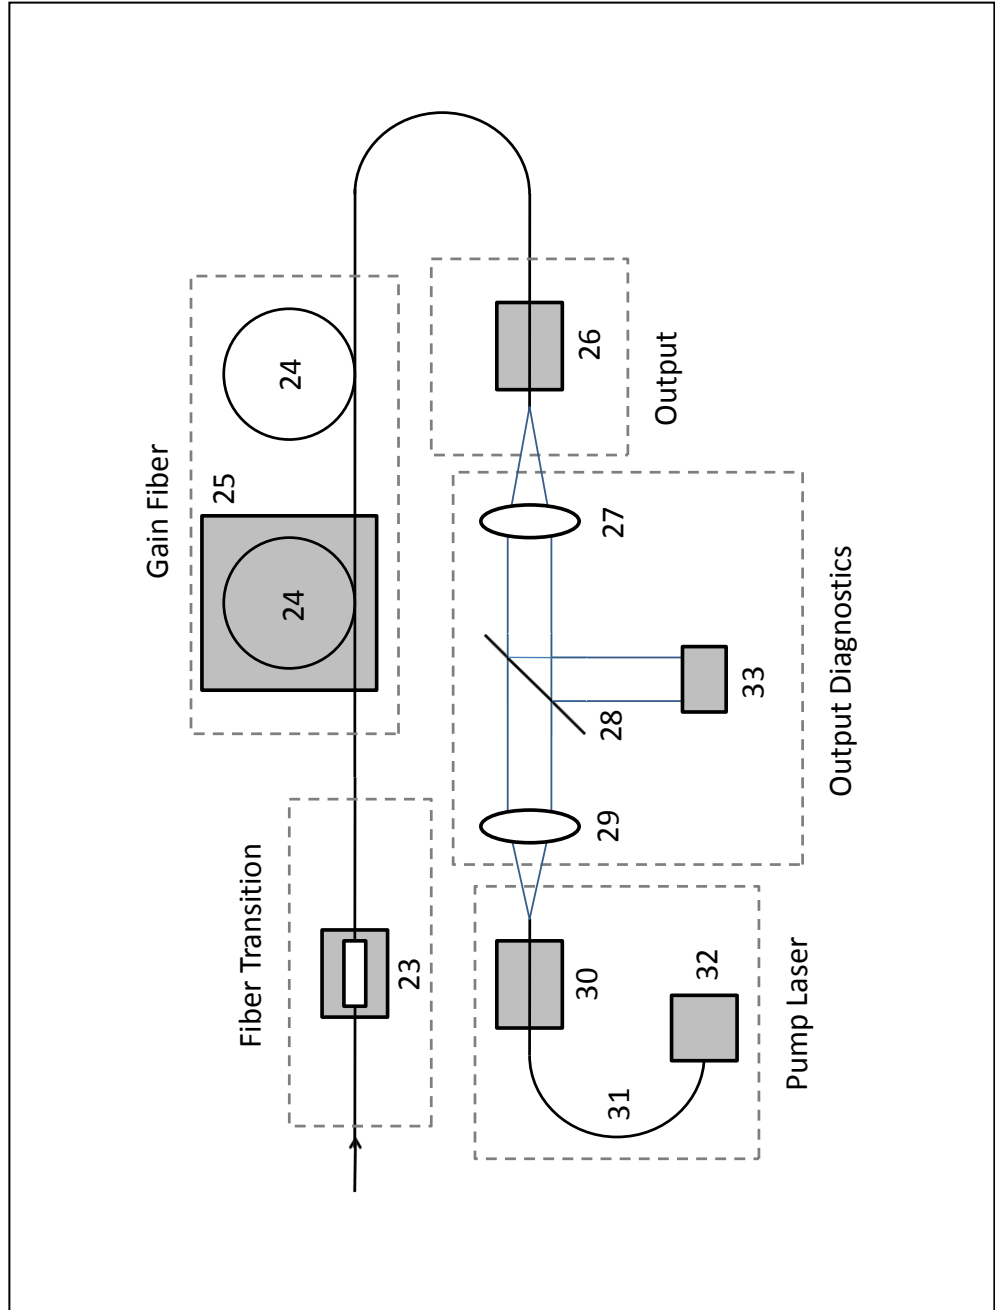 Gain Fiber
25
24
24
Fiber Transition
23
26
Output
27
28
29
33
Output Diagnostics
30
31
32
Pump Laser